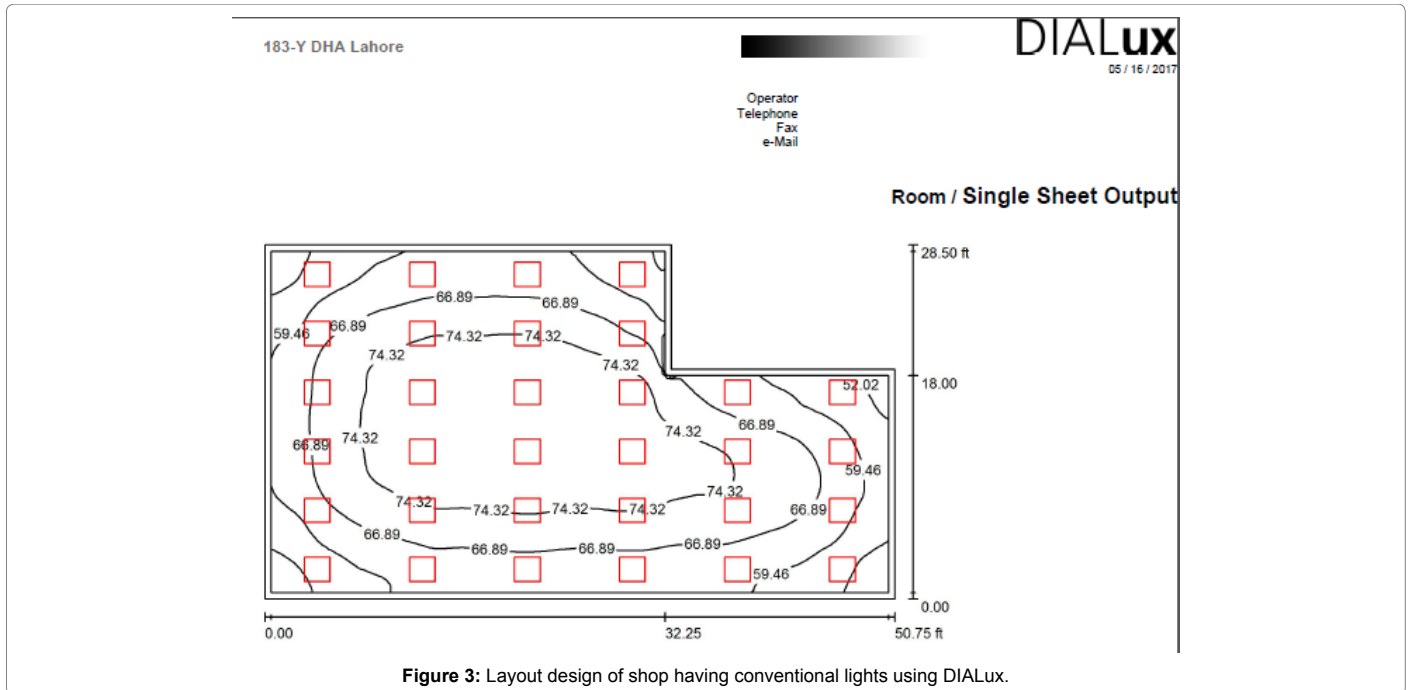 183-Y DHA Lahore
DIALux
05 / 16 / 2017
Operator
Telephone
Fax
e-Mail
Room / Single Sheet Output
28.50 ft
66.89 66.89
59.46 66.89 74.32 74.32
74.32 74.32
18.00
52.02
66.89
66.89 74.32 74.32
59.46
74.32
74.32 74.32 74.32 74.32 66.89
66.89 66.89 66.89 66.89
59.46
0.00
0.00 32.25 50.75 ft
Figure 3: Layout design of shop having conventional lights using DIALux.